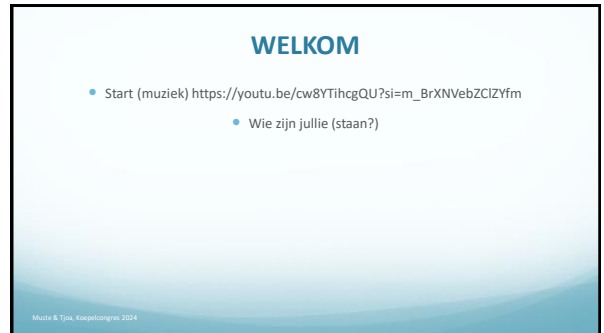 WELKOM
Start (muziek) https://youtu.be/cw8YTihcgQU?si=m_BrXNVebZClZYfm
Wie zijn jullie (staan?)
Muste & Tjoa, Koepelcongres 2024